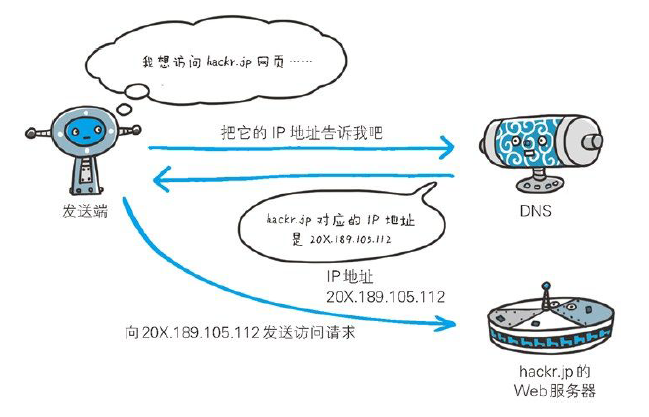 我想访问 hackr.jp 网页……
把它的 IP 地址告诉我吧
发送端
DNS
hackr.jp 对应的 IP 地址
是 20X.189.105.112
IP 地址
20X.189.105.112
向 20X.189.105.112 发送访问请求
hackr.jp 的
Web 服务器